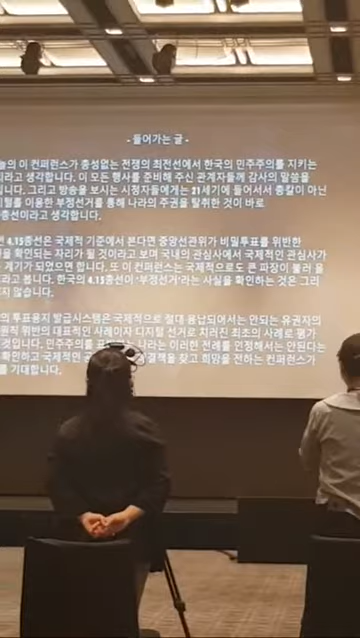 - 들어가는 글 -
이 컨퍼런스가 총성없는 전쟁의 최전선에서 한국의 민주주의를 지키는
라고 생각합니다. 이 모든 행사를 준비해 주신 관계자들께 감사의 말씀을
니다. 그리고 방송을 보시는 시청자들에게는 21세기에 들어서서 총칼이 아닌
이용한 부정선거를 통해 나라의 주권을 탈취한 것이 바로
총선이라고 생각합니다.
4.15총선은 국제적 기준에서 본다면 중앙선관위가 비밀투표를 위반한
확인되는 자리가 될 것이라고 보며 국내의 관심사에서 국제적인 관심사가
계기가 되었으면 합니다. 또 이 컨퍼런스는 국제적으로도 큰 파장이 불러 올
라고 봅니다. 한국의 4.15총선이 "부정선거"라는 사실을 확인하는 것은 그리
지 않습니다.
투표용지 발급시스템은 국제적으로 절대 용납되어서는 안되는 유권자의
원칙 위반의 대표적인 사례이자 디지털 선거로 치러진 최초의 사례로 평가
것입니다. 민주주의를 나라는 이러한 전례를 인정해서는 안된다는
확인하고 국제적인 해결책을 찾고 희망을 전하는 컨퍼런스가
기대합니다.